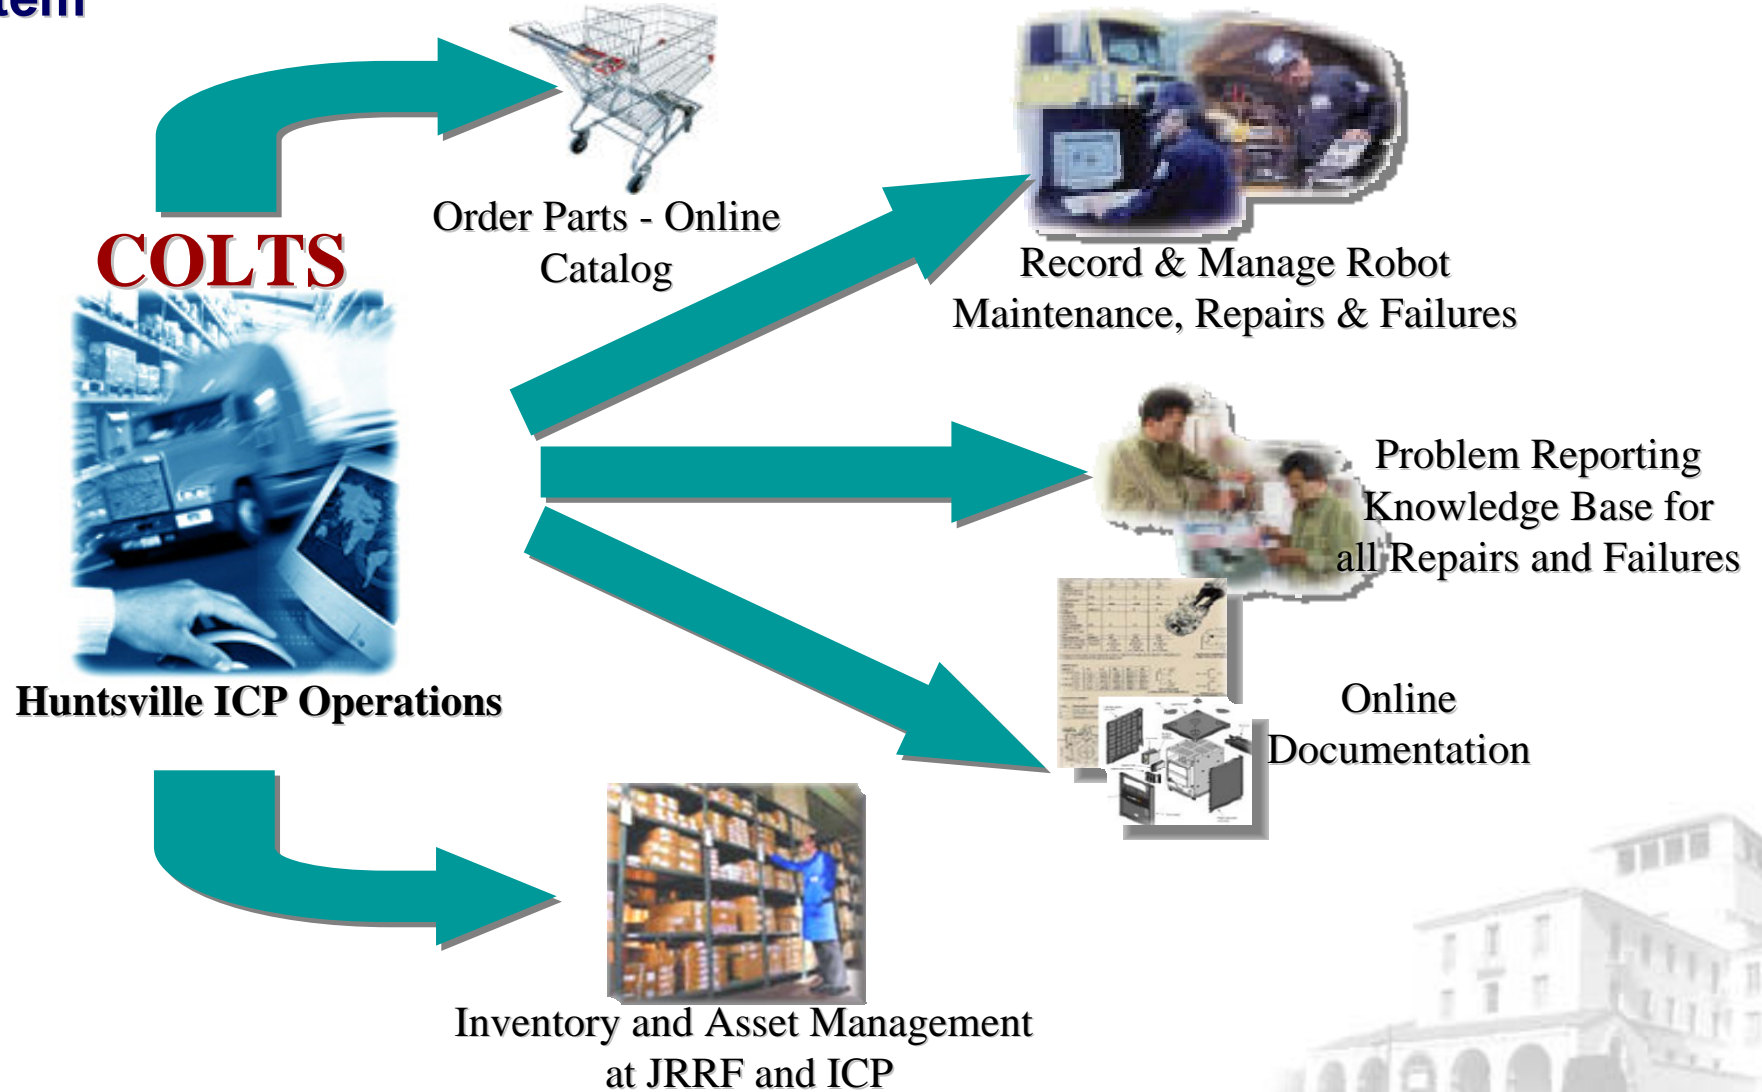 COLTS
Huntsville ICP Operations
Order Parts - Online
Catalog
Record & Manage Robot
Maintenance, Repairs & Failures
Problem Reporting
Knowledge Base for
all Repairs and Failures
Online
Documentation
Inventory and Asset Management
at JRRF and ICP